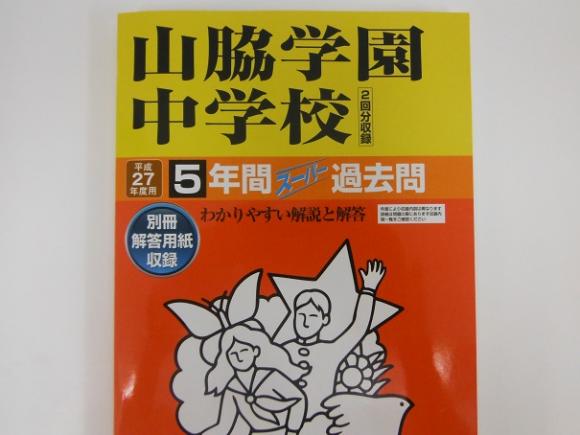 山脇学園
中学校
2回分収録
平成
27
年度用
5年間スーパー過去問
別冊
解答用紙
収録
わかりやすい解説と解答